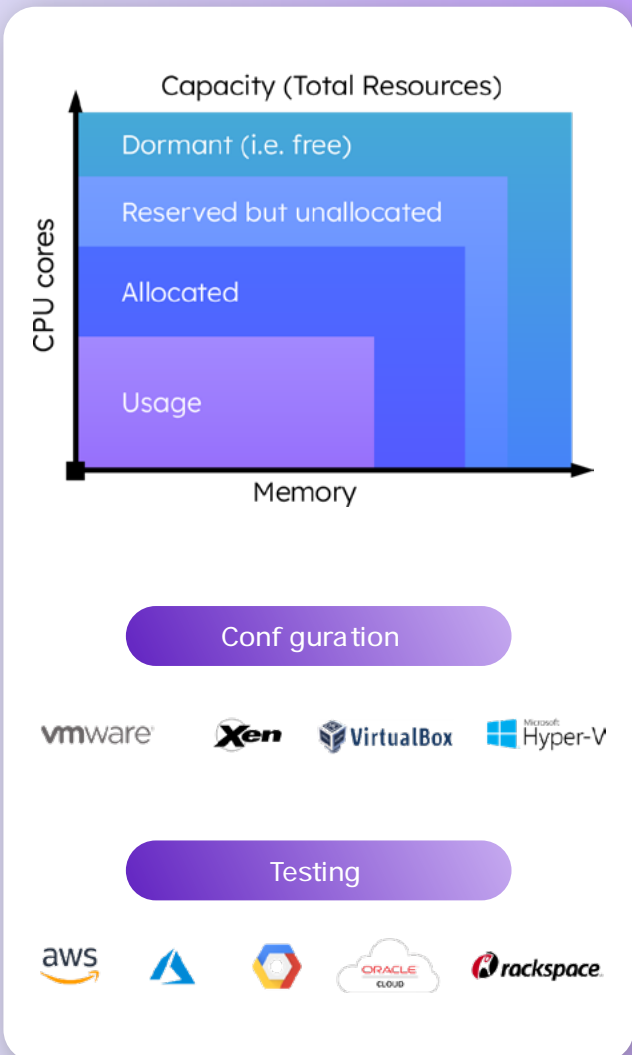 Capacity (Total Resources)
Dormant (i.e. free)
Reserved but unallocated
Allocated
Usage
CPU cores
Memory
Conf guration
vmware
Xen
VirtualBox
Microsoft
Hyper-V
Testing
aws
ORACLE
CLOUD
rackspace.